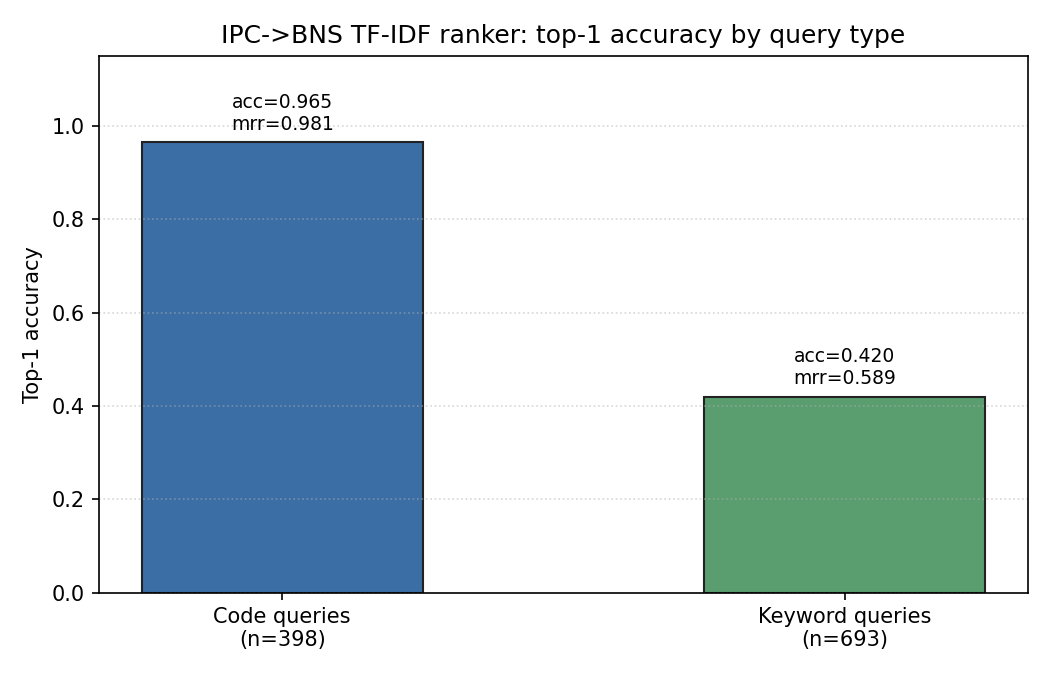 IPC->BNS TF-IDF ranker: top-1 accuracy by query type
acc=0.965
mrr=0.981
acc=0.420
mrr=0.589
Top-1 accuracy
1.0
0.8
0.6
0.4
0.2
0.0
Code queries
(n=398)
Keyword queries
(n=693)